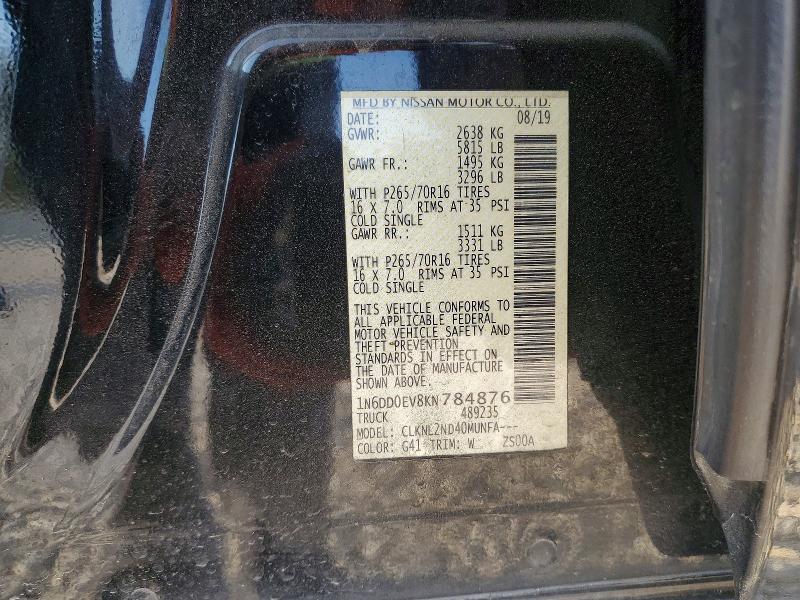 MFD BY NISSAN MOTOR CO., LTD.
DATE: 08/19
GVWR: 2638 KG
5815 LB
GAWR FR.: 1495 KG
3296 LB
WITH P265/70R16 TIRES
16 X 7.0 RIMS AT 35 PSI
COLD SINGLE
GAWR RR.: 1511 KG
3331 LB
WITH P265/70R16 TIRES
16 X 7.0 RIMS AT 35 PSI
COLD SINGLE
THIS VEHICLE CONFORMS TO
ALL APPLICABLE FEDERAL
MOTOR VEHICLE SAFETY AND
THEFT PREVENTION
STANDARDS IN EFFECT ON
THE DATE OF MANUFACTURE
SHOWN ABOVE.
1N6DD0EV8KN784876
TRUCK 489235
MODEL: CLKNL2ND40MUNFA---
COLOR: G41 TRIM: W ZS00A